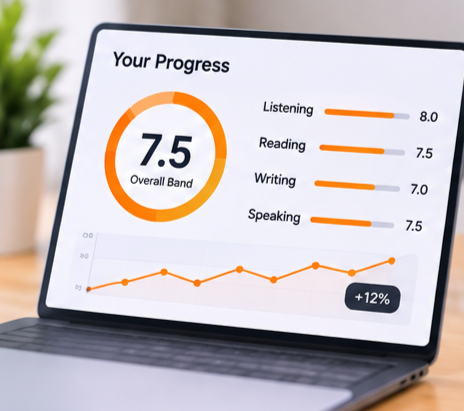 Your Progress
7.5
Overall Band
Listening 8.0
Reading 7.5
Writing 7.0
Speaking 7.5
+12%